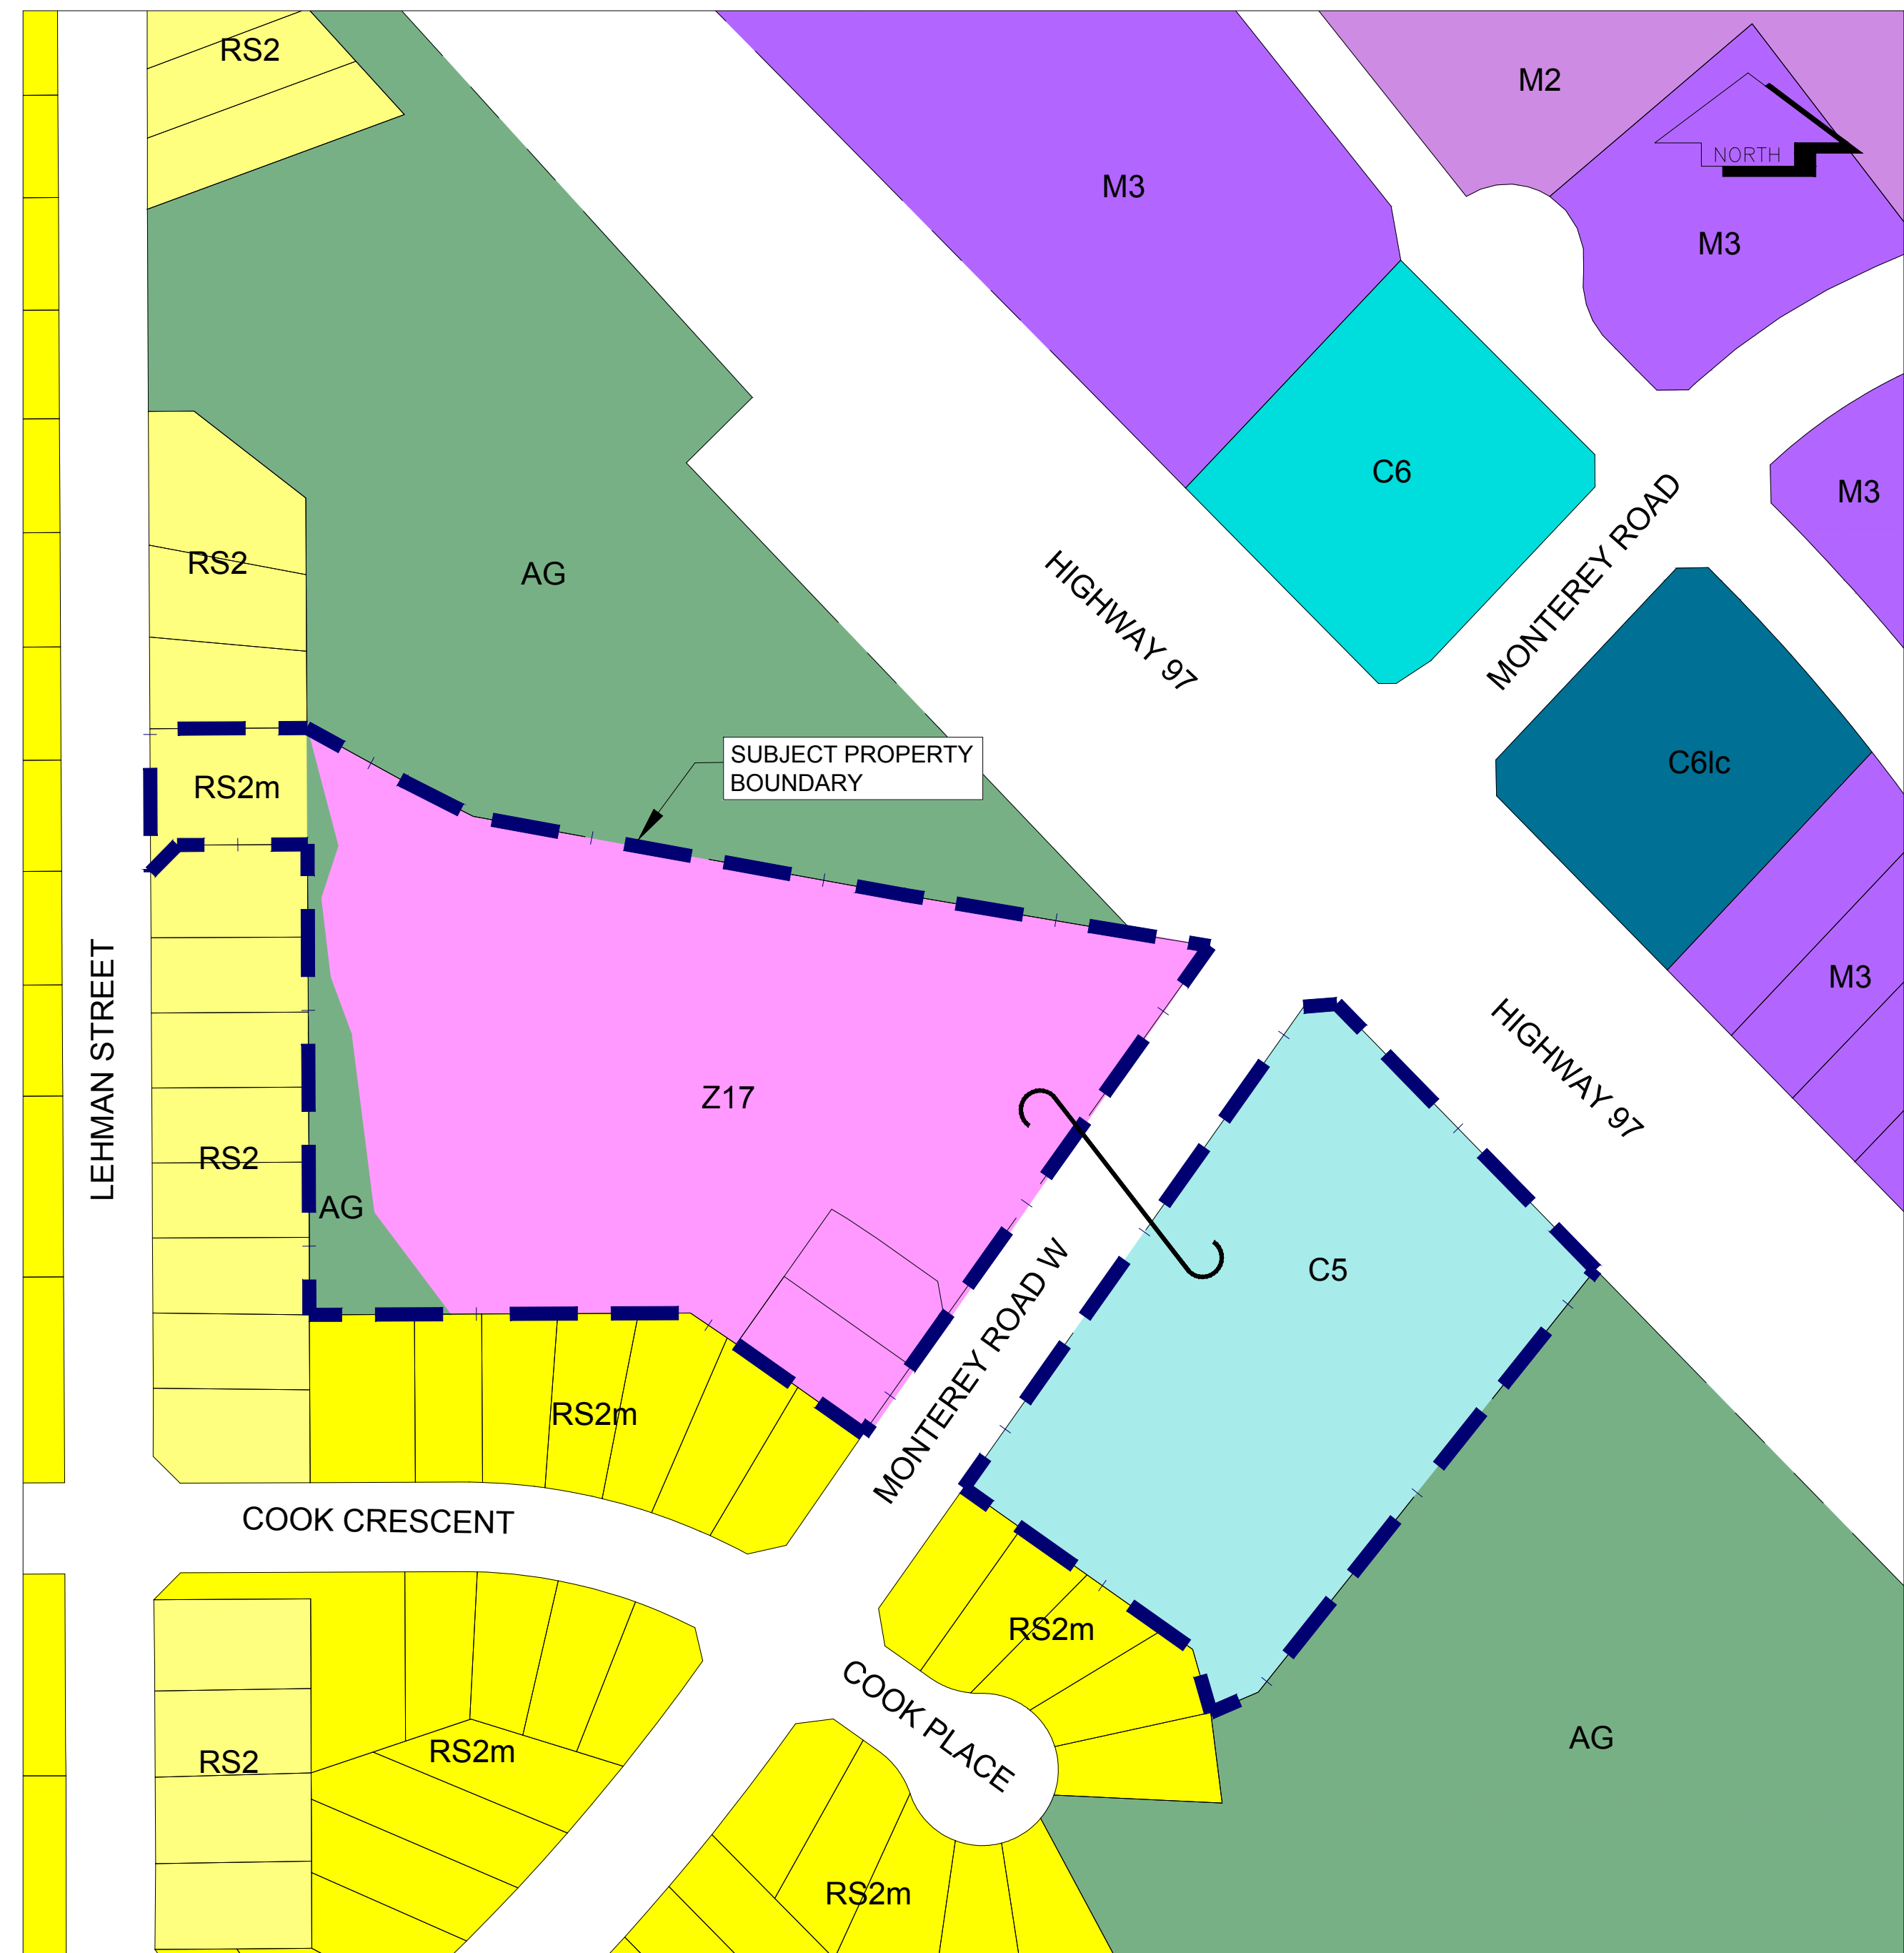 RS2
M2
NORTH
M3
M3
C6
M3
RS2
AG
HIGHWAY 97
MONTEREY ROAD
SUBJECT PROPERTY
BOUNDARY
C6lc
RS2m
M3
LEHMAN STREET
Z17
HIGHWAY 97
RS2
AG
C5
MONTEREY ROAD W
RS2m
COOK CRESCENT
RS2m
COOK PLACE
RS2
RS2m
AG
RS2m